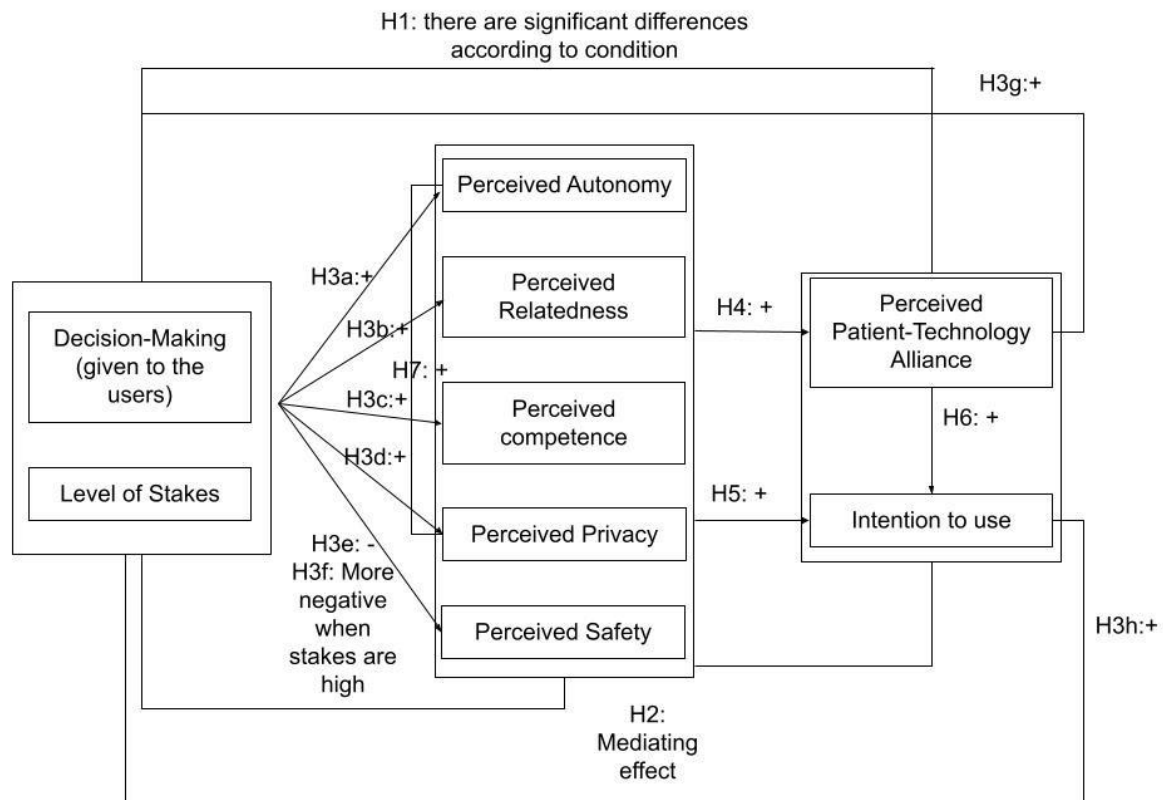 H1: there are significant differences
according to condition
H3g:+
Perceived Autonomy
H3a:+
Perceived
Relatedness
H3b:+
H4: +
Perceived
Patient-Technology
Alliance
Decision-Making
(given to the
users)
H7: +
H3c:+
Perceived
competence
H6: +
H3d:+
Level of Stakes
H5: +
Perceived Privacy
Intention to use
H3e: -
H3f: More
negative
when
stakes are
high
Perceived Safety
H3h:+
H2:
Mediating
effect